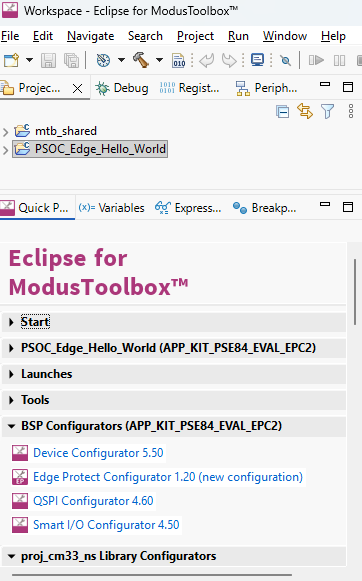 Workspace - Eclipse for ModusToolbox™
File Edit Navigate Search Project Run Window Help
Projec... Debug Regist... Periph...
mtb_shared
PSOC_Edge_Hello_World
Quick P... (x)= Variables Expres... Breakp...
Eclipse for
ModusToolbox™
Start
PSOC_Edge_Hello_World (APP_KIT_PSE84_EVAL_EPC2)
Launches
Tools
BSP Configurators (APP_KIT_PSE84_EVAL_EPC2)
Device Configurator 5.50
EP Edge Protect Configurator 1.20 (new configuration)
QSPI Configurator 4.60
Smart I/O Configurator 4.50
proj_cm33_ns Library Configurators